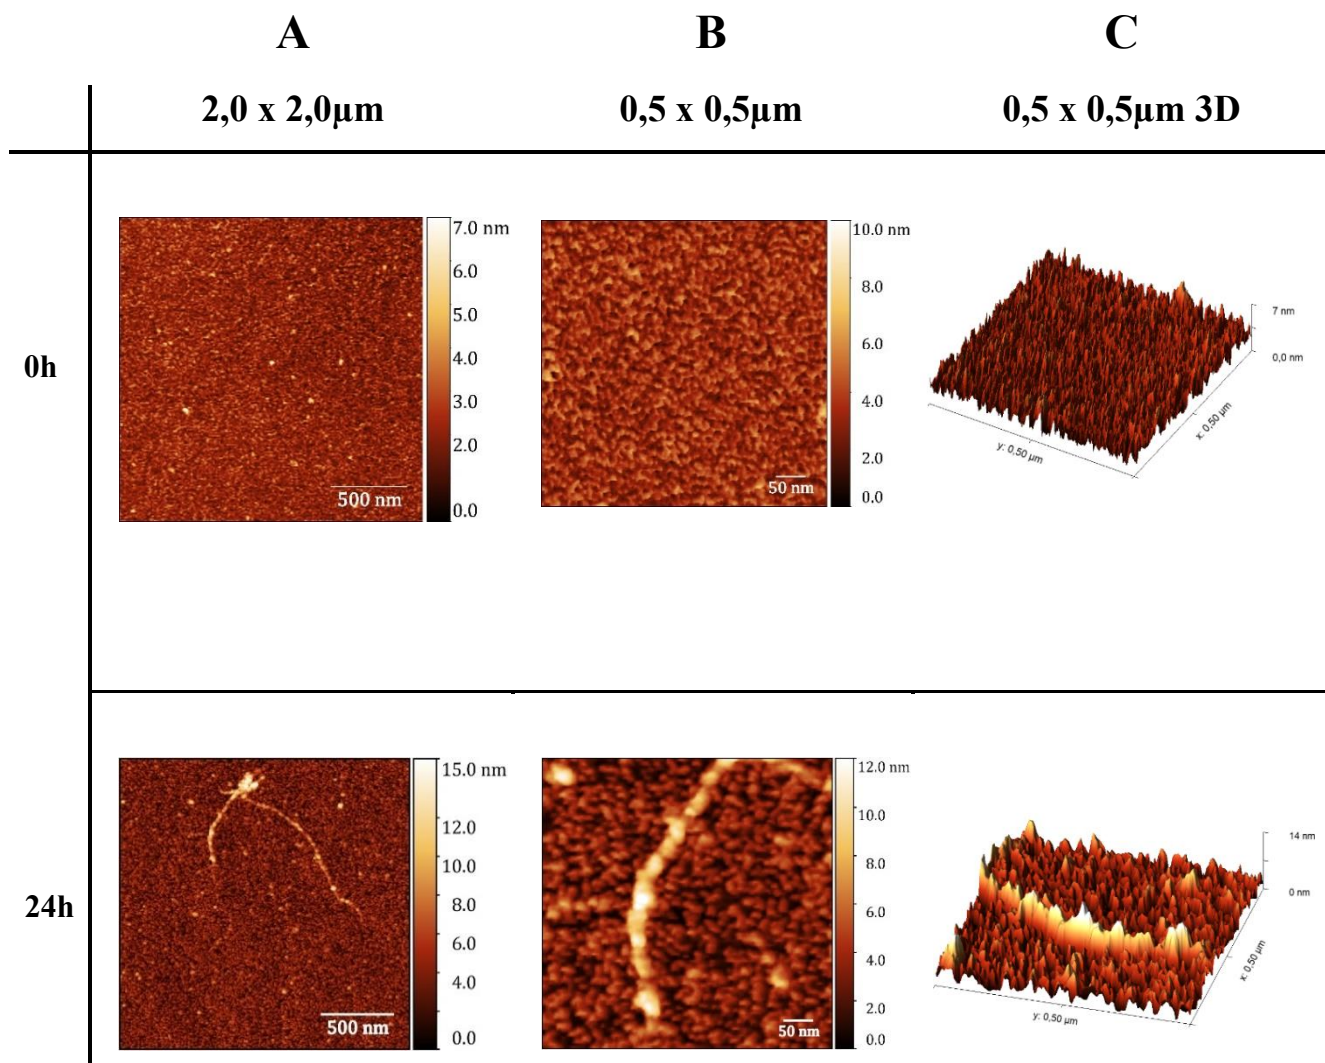 A
B
C
2,0 x 2,0µm
0,5 x 0,5µm
0,5 x 0,5µm 3D
0h
7.0 nm
6.0
5.0
4.0
3.0
2.0
0.0
500 nm
10.0 nm
8.0
6.0
4.0
2.0
0.0
50 nm
7 nm
0,0 nm
x: 0,50 µm
y: 0,50 µm
24h
15.0 nm
12.0
10.0
8.0
6.0
4.0
0.0
500 nm
12.0 nm
10.0
8.0
6.0
4.0
2.0
0.0
50 nm
14 nm
0 nm
x: 0,50 µm
y: 0,50 µm